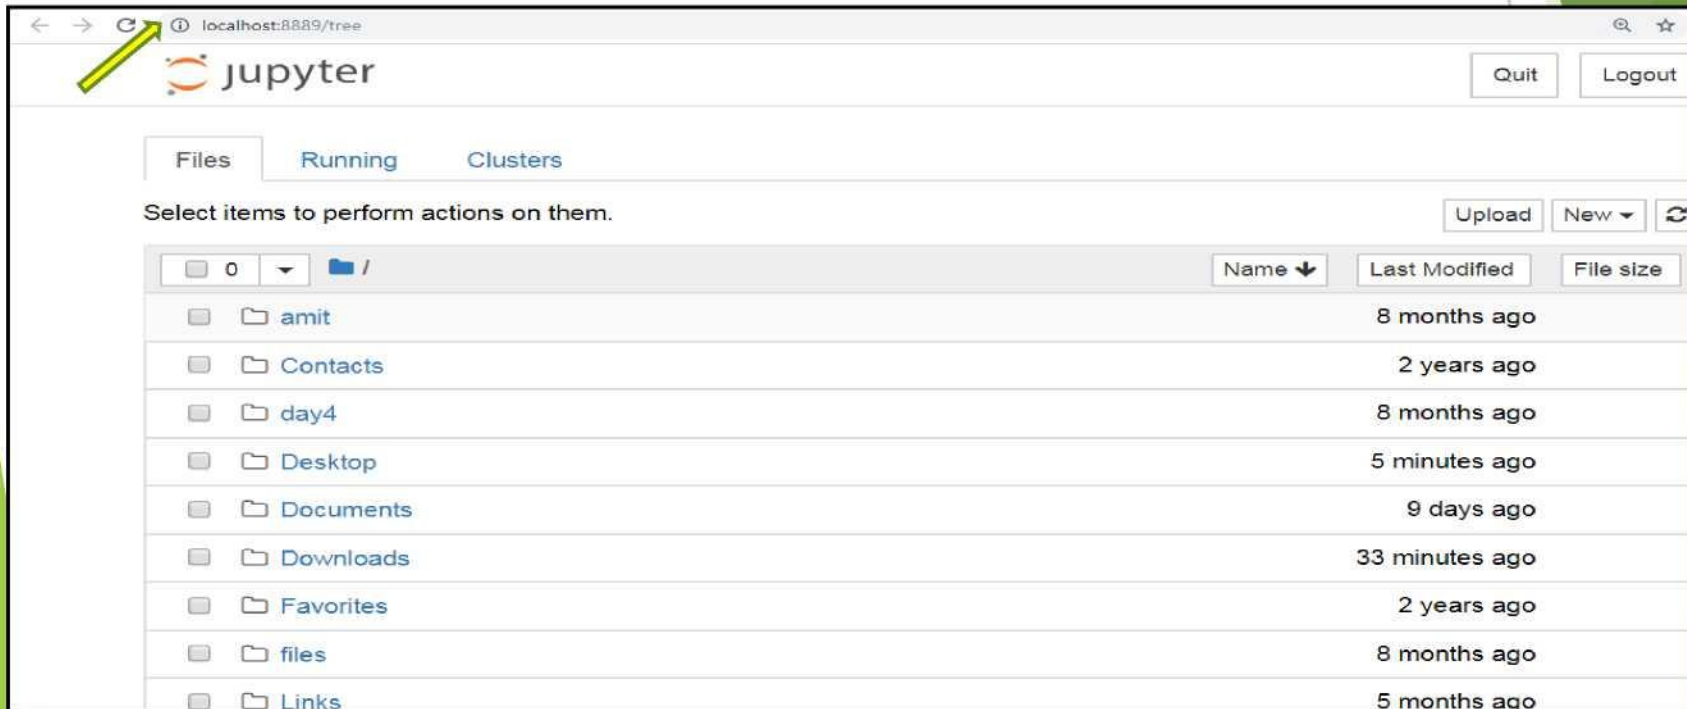 localhost:8889/tree
jupyter
Quit Logout
Files Running Clusters
Select items to perform actions on them.
Upload New
0 /
Name Last Modified File size
amit 8 months ago
Contacts 2 years ago
day4 8 months ago
Desktop 5 minutes ago
Documents 9 days ago
Downloads 33 minutes ago
Favorites 2 years ago
files 8 months ago
Links 5 months ago